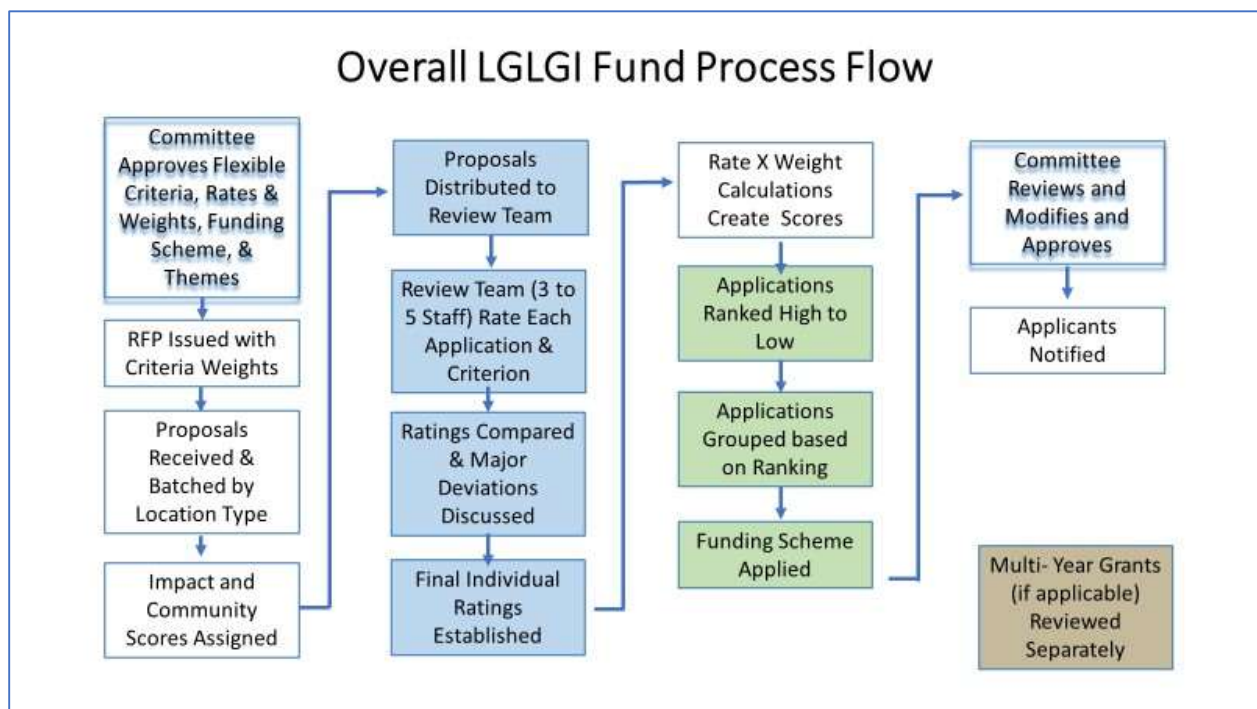 Overall LGLGI Fund Process Flow
Committee
Approves Flexible
Criteria, Rates &
Weights, Funding
Scheme, &
Themes
RFP Issued with
Criteria Weights
Proposals
Received &
Batched by
Location Type
Impact and
Community
Scores Assigned
Proposals
Distributed to
Review Team
Review Team (3 to
5 Staff) Rate Each
Application &
Criterion
Ratings Compared
& Major
Deviations
Discussed
Final Individual
Ratings
Established
Rate X Weight
Calculations
Create Scores
Applications
Ranked High to
Low
Applications
Grouped based
on Ranking
Funding Scheme
Applied
Committee
Reviews and
Modifies and
Approves
Applicants
Notified
Multi- Year Grants
(if applicable)
Reviewed
Separately